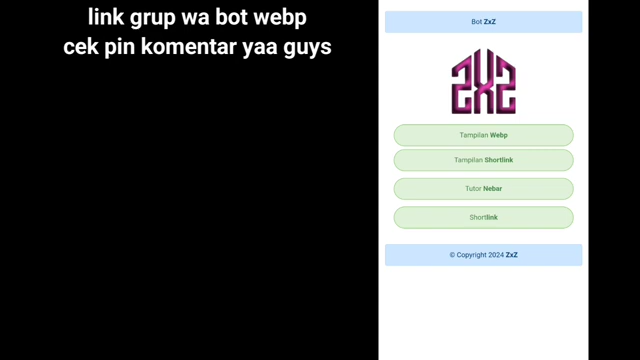 link grup wa bot webp
cek pin komentar yaa guys
Bot ZxZ
ZXZ
Tampilan Webp
Tampilan Shortlink
Tutor Nebar
Shortlink
© Copyright 2024 ZxZ